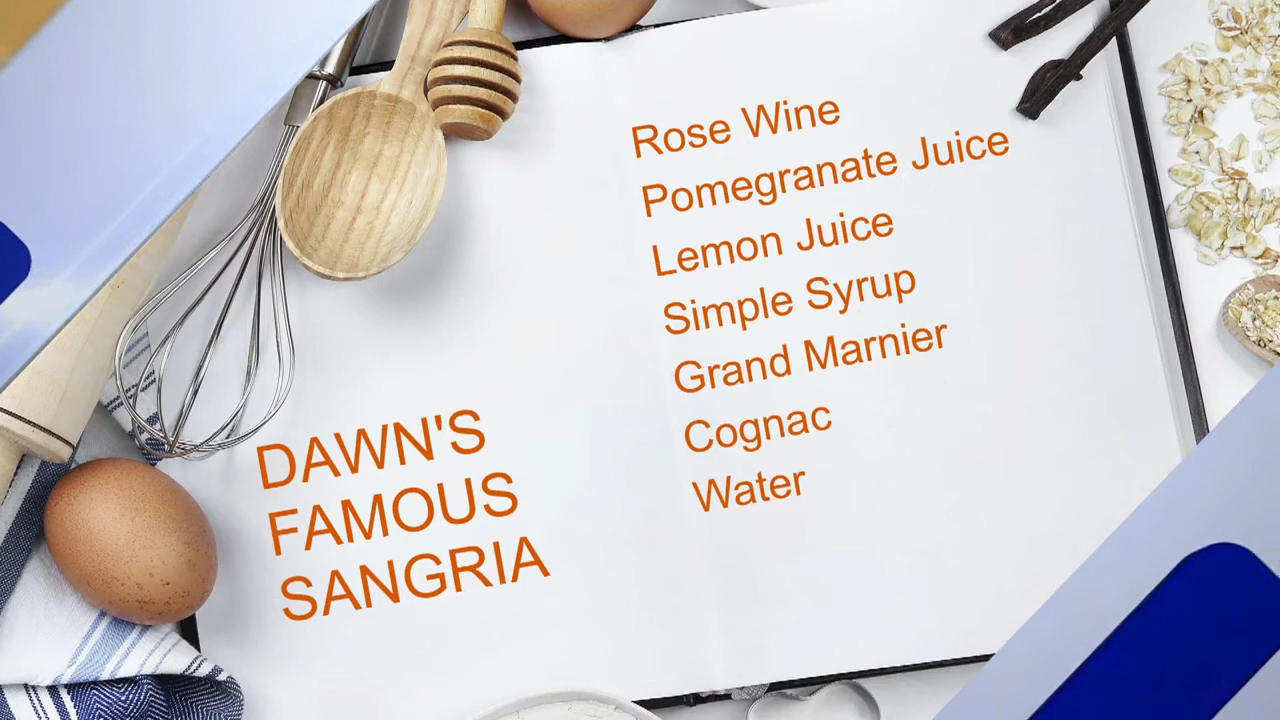 DAWN'S
FAMOUS
SANGRIA
Rose Wine
Pomegranate Juice
Lemon Juice
Simple Syrup
Grand Marnier
Cognac
Water